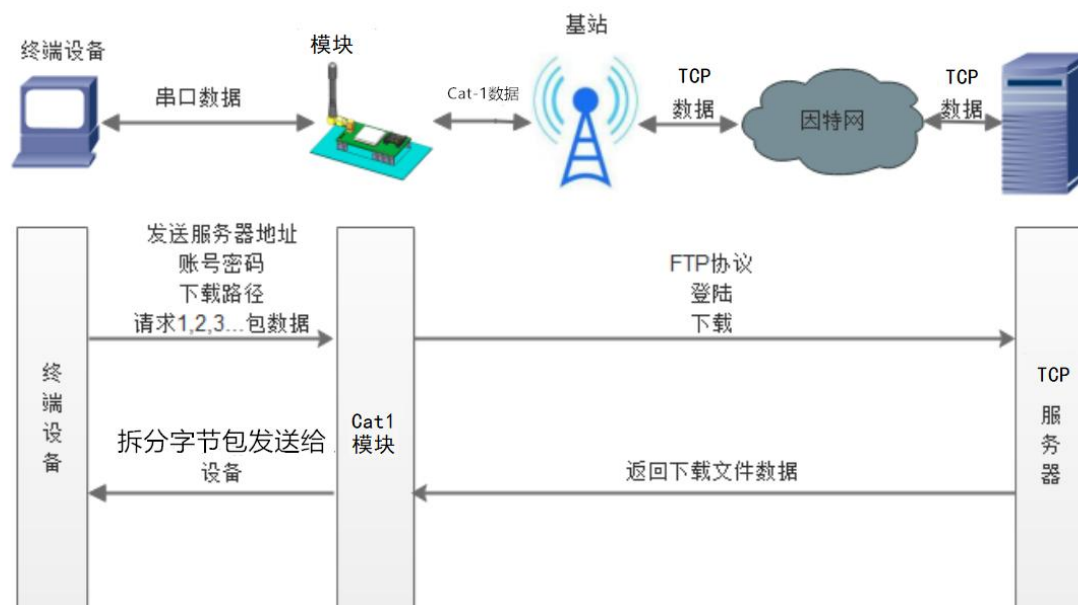 终端设备
模块
基站
串口数据
Cat-1数据
TCP
数据
因特网
TCP
数据
发送服务器地址
账号密码
下载路径
请求1,2,3...包数据
FTP协议
登陆
下载
终端设备
Cat1
模块
TCP
服务器
拆分字节包发送给
设备
返回下载文件数据